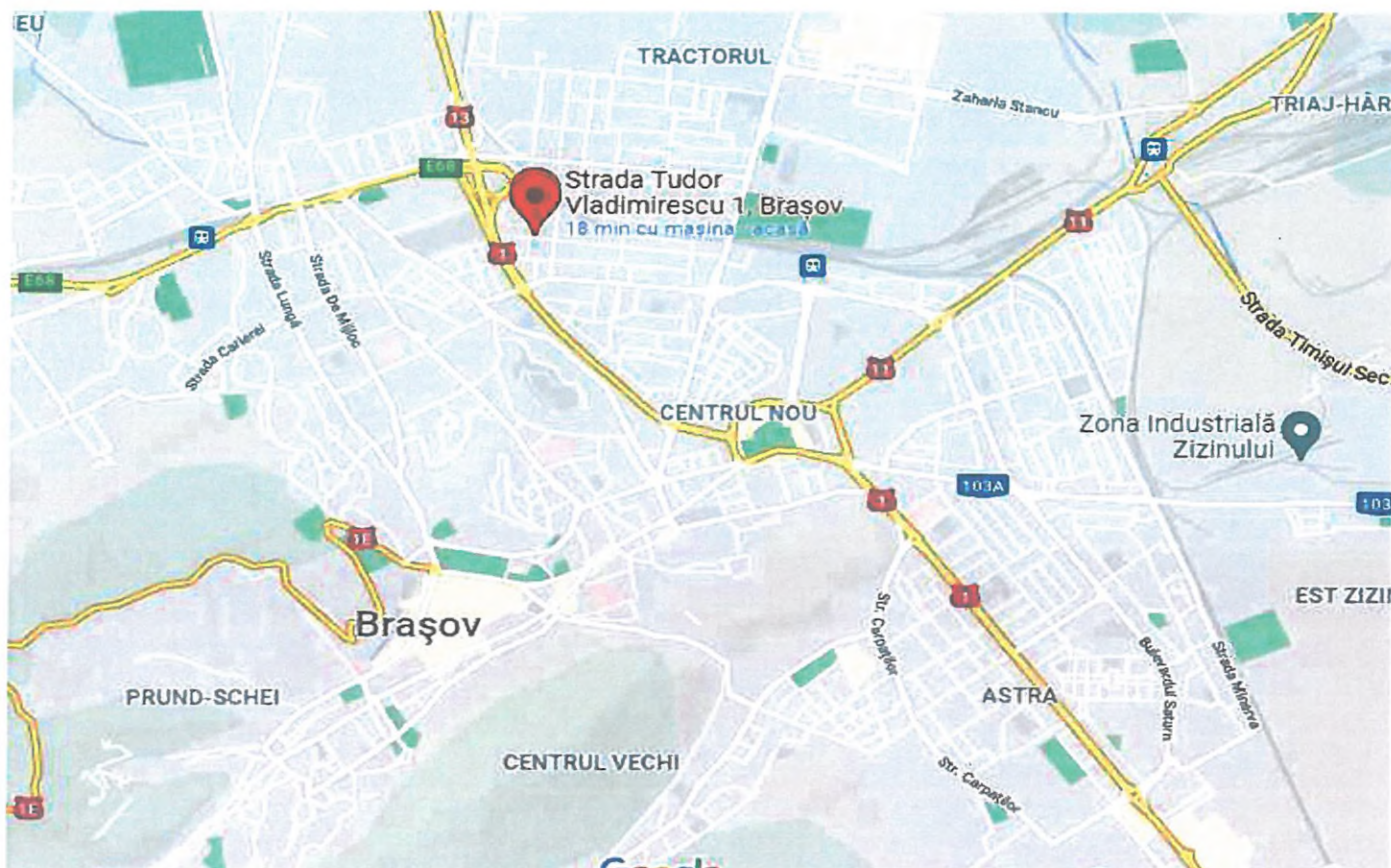 EU
TRACTORUL
Zaharia Stancu
TRIAJ-HĂR
13
E68
Strada Tudor
Vladimirescu 1, Brașov
18 min cu mașina acasă
11
1
E68
Strada Lungă
Strada De Mijloc
Strada Carierei
Strada Timișul Sec
11
CENTRUL NOU
Zona Industrială
Zizinului
103A
103
1
1E
1
EST ZIZI
Brașov
Str. Carpaților
Bulevardul Saturn
Strada Minerva
PRUND-SCHEI
ASTRA
CENTRUL VECHI
Str. Carpaților
1E
Google